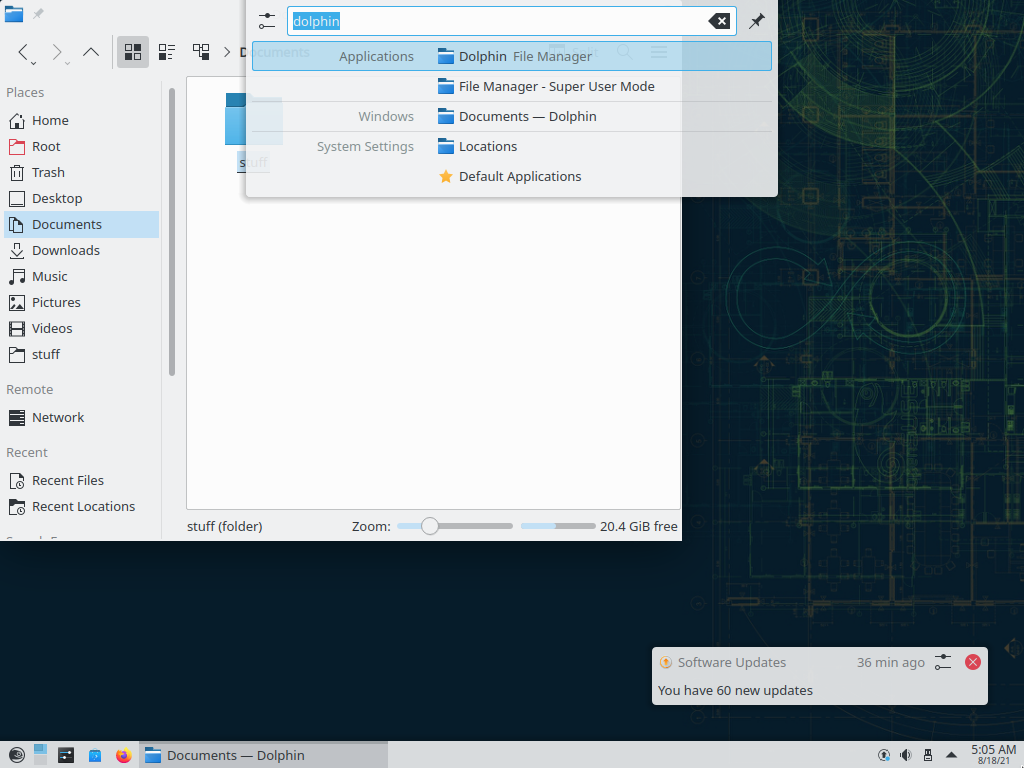 dolphin
Applications
Dolphin File Manager
File Manager - Super User Mode
Windows
Documents — Dolphin
System Settings
Locations
Default Applications
stuff
Places
Home
Root
Trash
Desktop
Documents
Downloads
Music
Pictures
Videos
stuff
Remote
Network
Recent
Recent Files
Recent Locations
stuff (folder)
Zoom:
20.4 GiB free
Software Updates
36 min ago
You have 60 new updates
Documents — Dolphin
5:05 AM
8/18/21